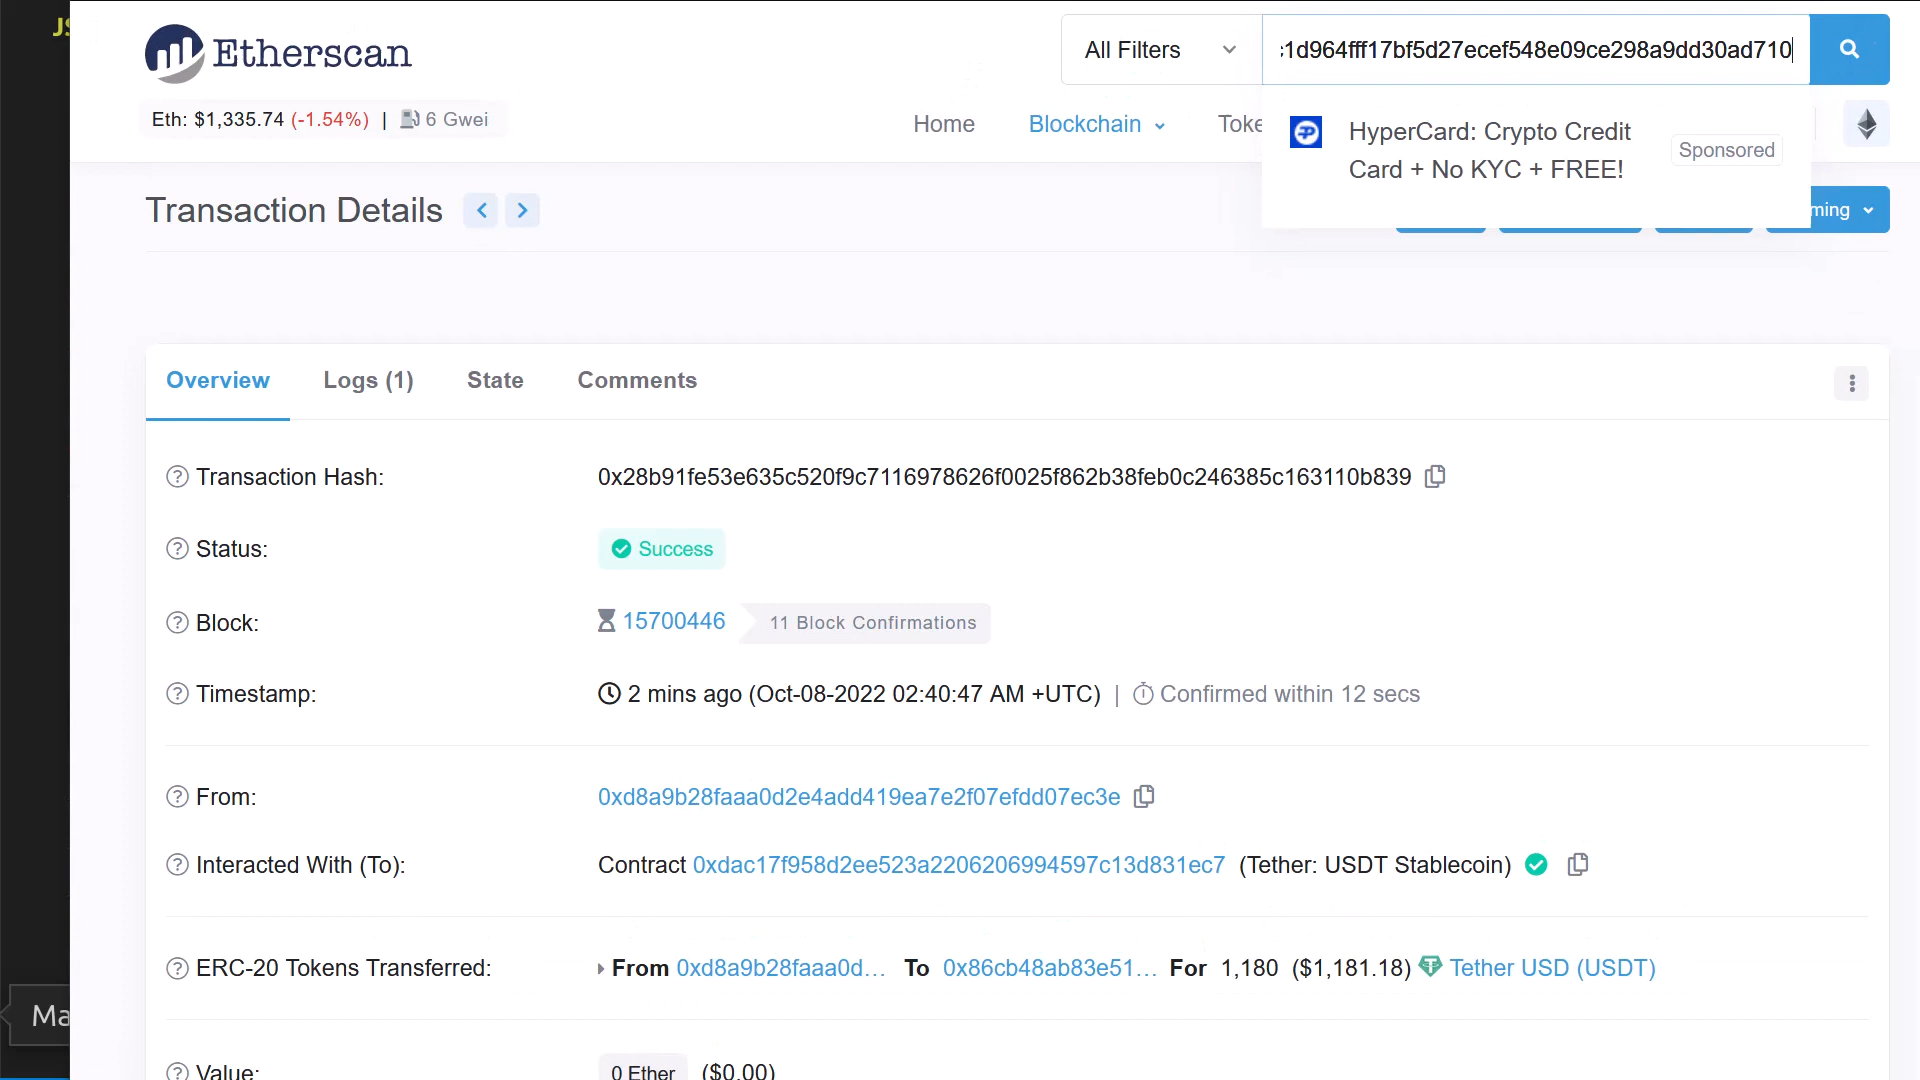 JS
Etherscan
All Filters
1d964fff17bf5d27ecef548e09ce298a9dd30ad710
Eth: $1,335.74 (-1.54%) | 6 Gwei
Home Blockchain Toke
HyperCard: Crypto Credit
Card + No KYC + FREE!
Sponsored
Transaction Details
ming
Overview Logs (1) State Comments
Transaction Hash: 0x28b91fe53e635c520f9c7116978626f0025f862b38feb0c246385c163110b839
Status: Success
Block: 15700446 11 Block Confirmations
Timestamp: 2 mins ago (Oct-08-2022 02:40:47 AM +UTC) | Confirmed within 12 secs
From: 0xd8a9b28faaa0d2e4add419ea7e2f07efdd07ec3e
Interacted With (To): Contract 0xdac17f958d2ee523a2206206994597c13d831ec7 (Tether: USDT Stablecoin)
ERC-20 Tokens Transferred: From 0xd8a9b28faaa0d... To 0x86cb48ab83e51... For 1,180 ($1,181.18) Tether USD (USDT)
Ma
Value: 0 Ether ($0.00)